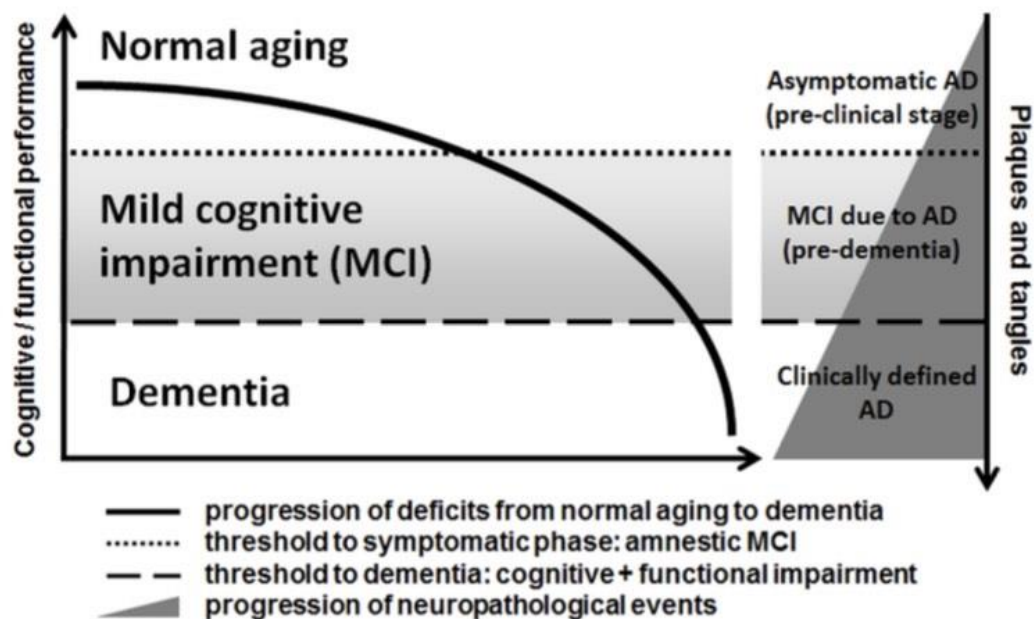 Cognitive / functional performance
Normal aging
Mild cognitive
impairment (MCI)
Dementia
Asymptomatic AD
(pre-clinical stage)
MCI due to AD
(pre-dementia)
Clinically defined
AD
Plaques and tangles
progression of deficits from normal aging to dementia
threshold to symptomatic phase: amnestic MCI
threshold to dementia: cognitive + functional impairment
progression of neuropathological events